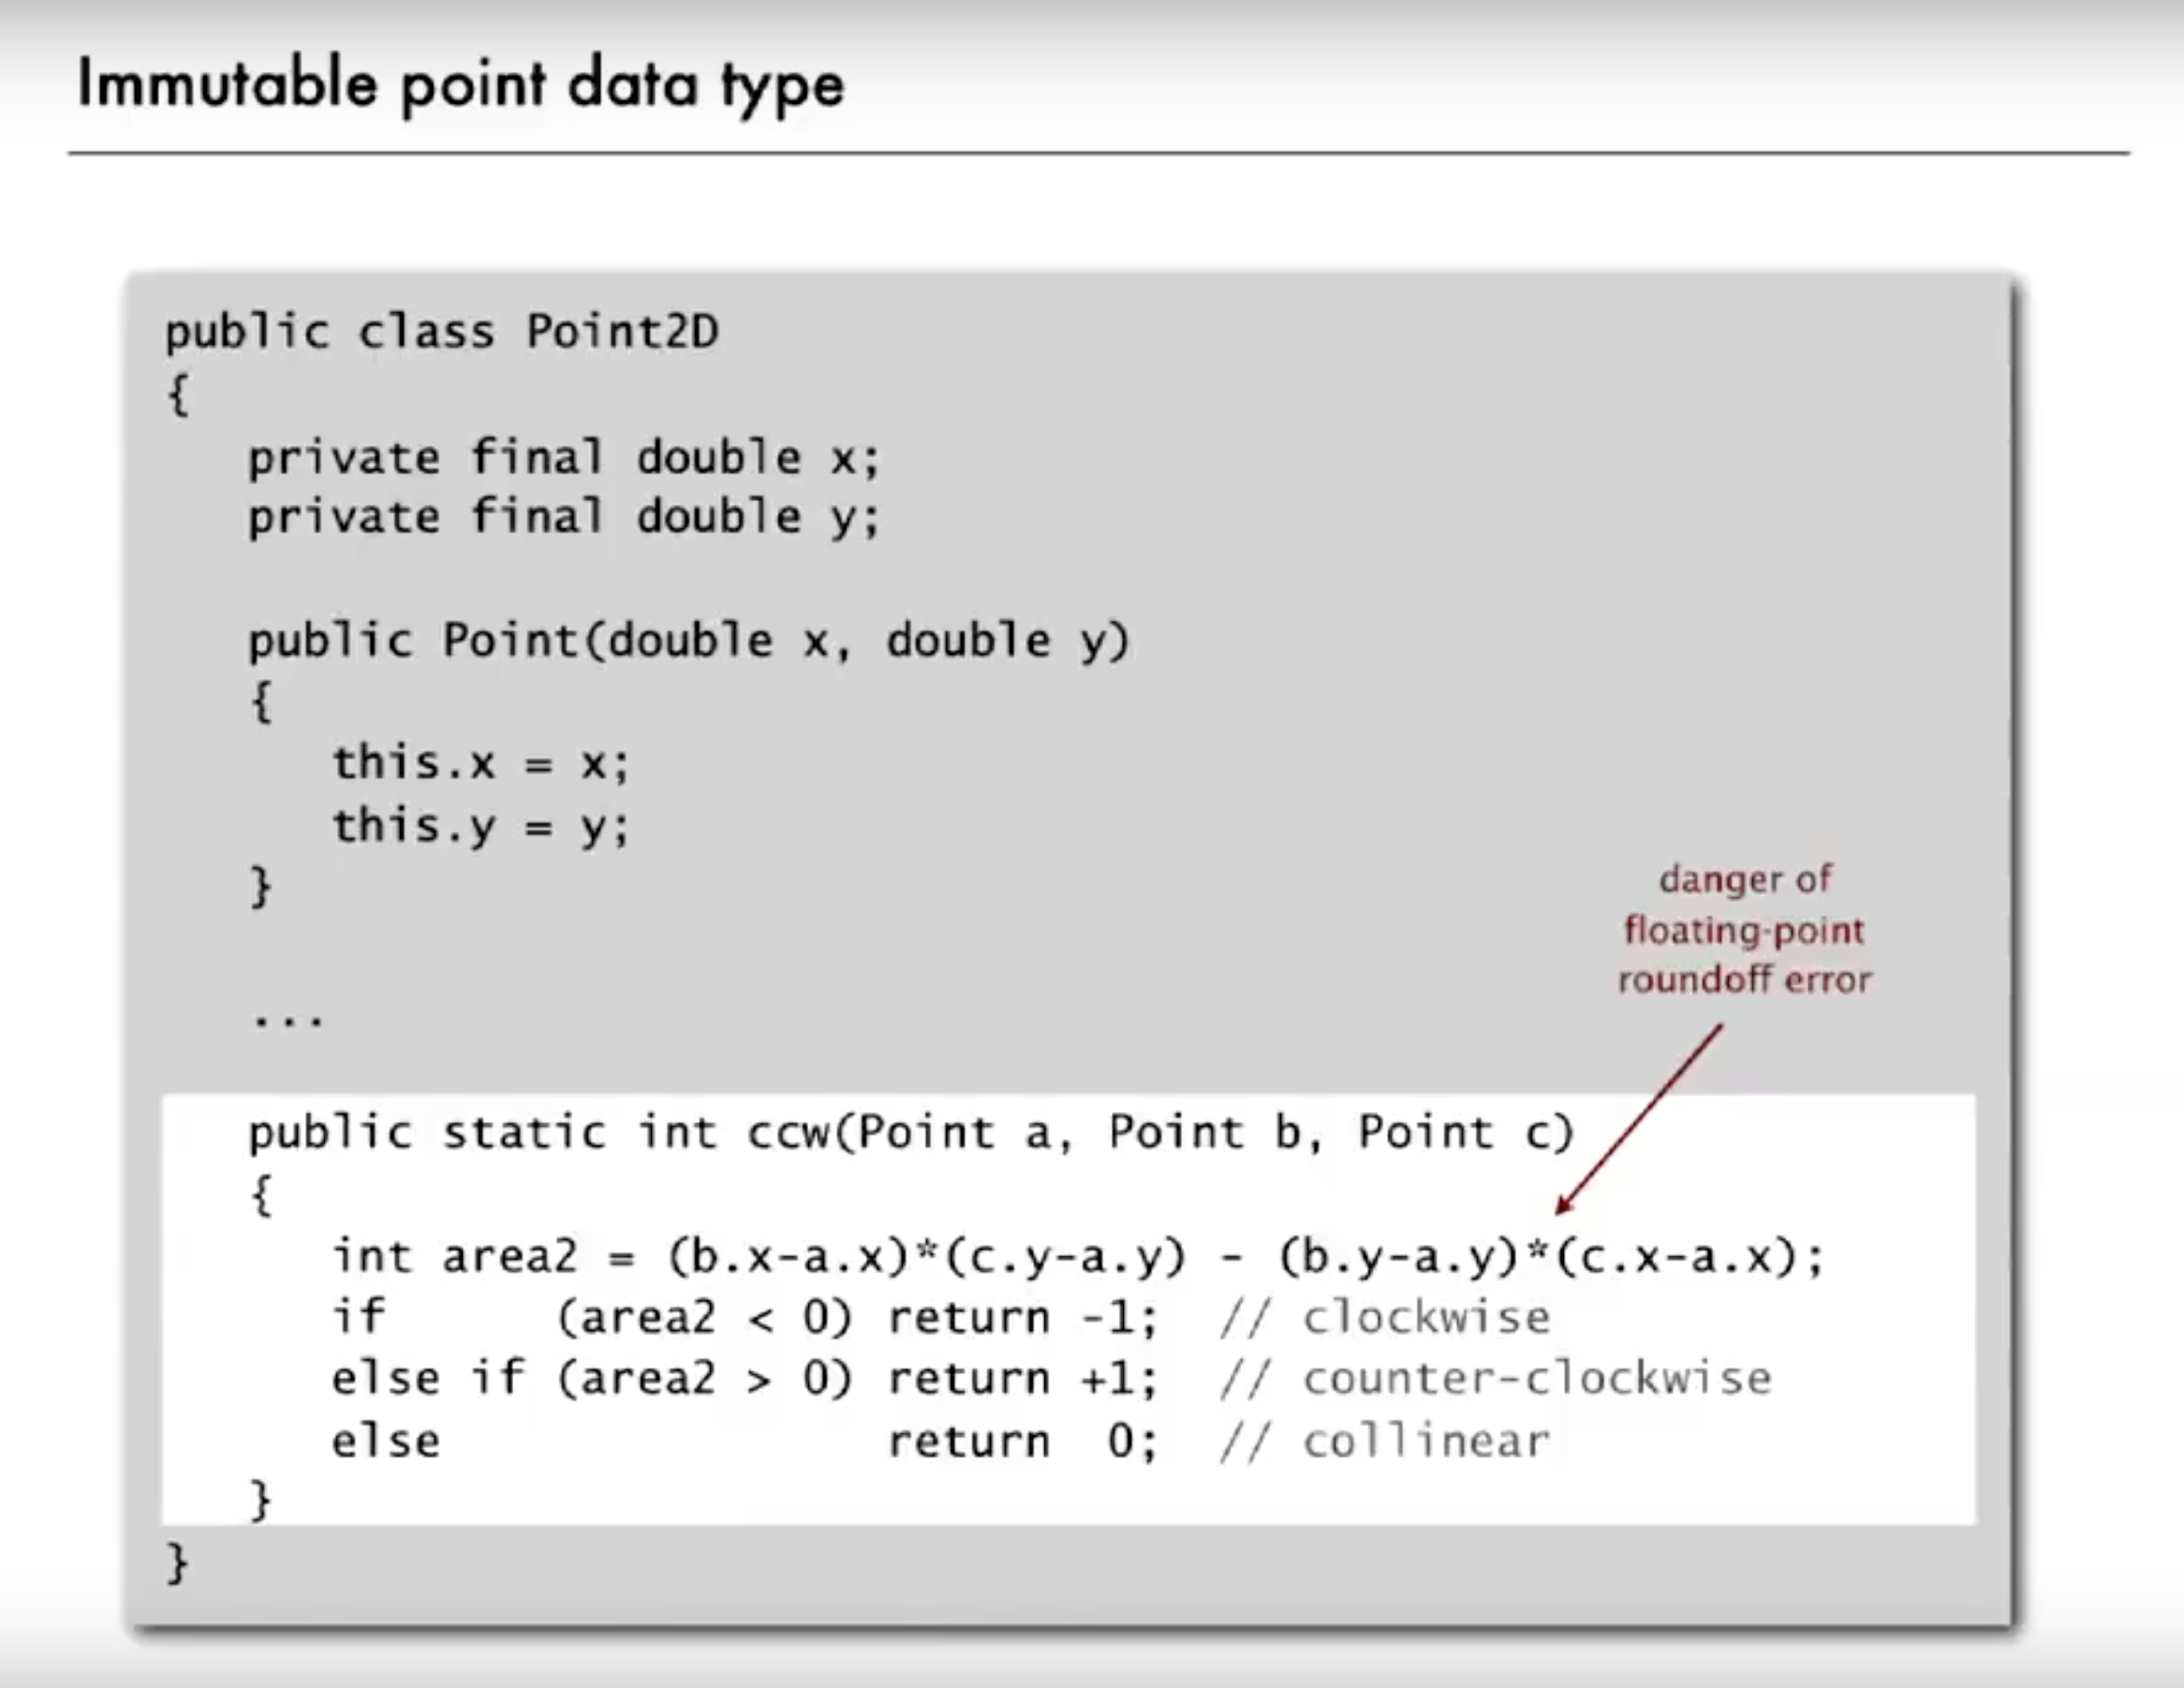 Immutable point data type
public class Point2D
{
private final double x;
private final double y;
public Point(double x, double y)
{
this.x = x;
this.y = y;
}
...
danger of
floating-point
roundoff error
public static int ccw(Point a, Point b, Point c)
{
int area2 = (b.x-a.x)*(c.y-a.y) - (b.y-a.y)*(c.x-a.x);
if (area2 < 0) return -1; // clockwise
else if (area2 > 0) return +1; // counter-clockwise
else return 0; // collinear
}
}